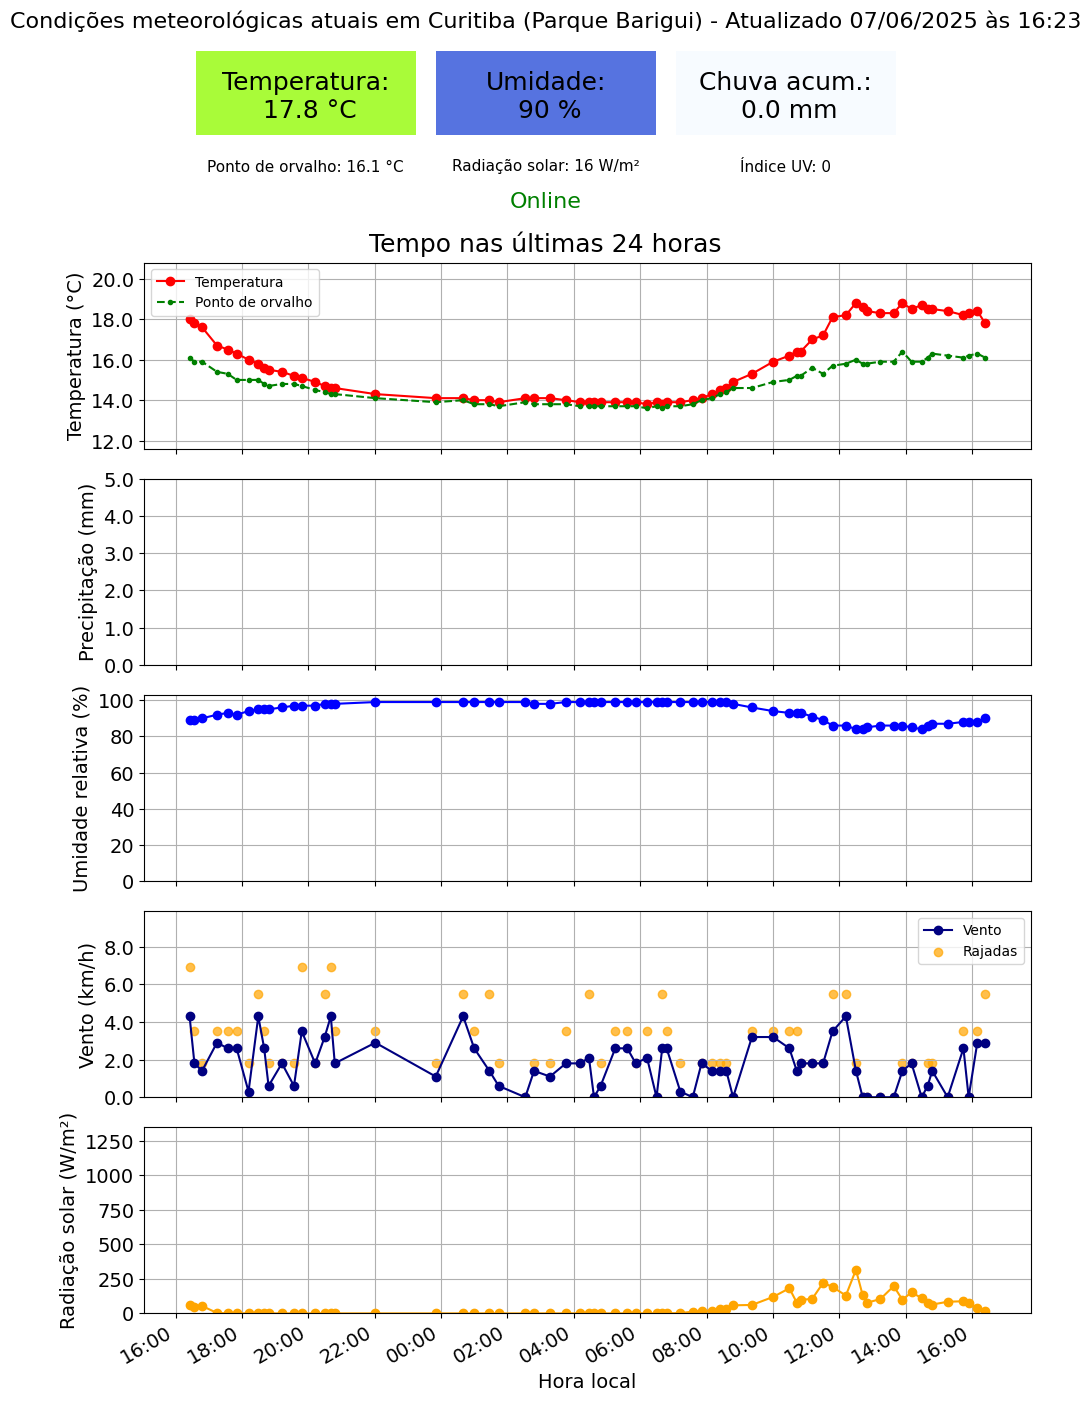 Condições meteorológicas atuais em Curitiba (Parque Barigui) - Atualizado 07/06/2025 às 16:23
Temperatura:
17.8 °C
Umidade:
90 %
Chuva acum.:
0.0 mm
Ponto de orvalho: 16.1 °C
Radiação solar: 16 W/m²
Índice UV: 0
Online
Tempo nas últimas 24 horas
Temperatura (°C)
20.0
18.0
16.0
14.0
12.0
Temperatura
Ponto de orvalho
Precipitação (mm)
5.0
4.0
3.0
2.0
1.0
0.0
Umidade relativa (%)
100
80
60
40
20
0
Vento (km/h)
8.0
6.0
4.0
2.0
0.0
Vento
Rajadas
Radiação solar (W/m²)
1250
1000
750
500
250
0
16:00
18:00
20:00
22:00
00:00
02:00
04:00
06:00
08:00
10:00
12:00
14:00
16:00
Hora local